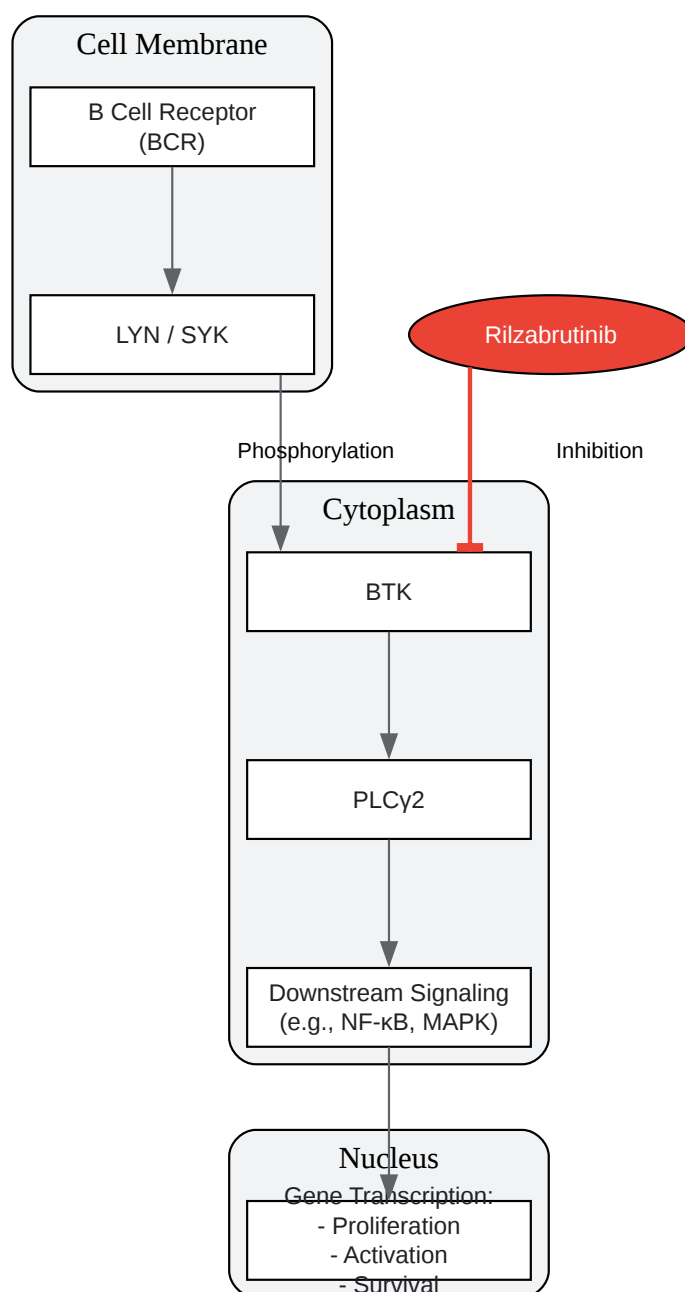 Cell Membrane
B Cell Receptor
(BCR)
LYN / SYK
Rilzabrutinib
Phosphorylation
Inhibition
Cytoplasm
BTK
PLCγ2
Downstream Signaling
(e.g., NF-κB, MAPK)
Nucleus
Gene Transcription:
- Proliferation
- Activation
- Survival